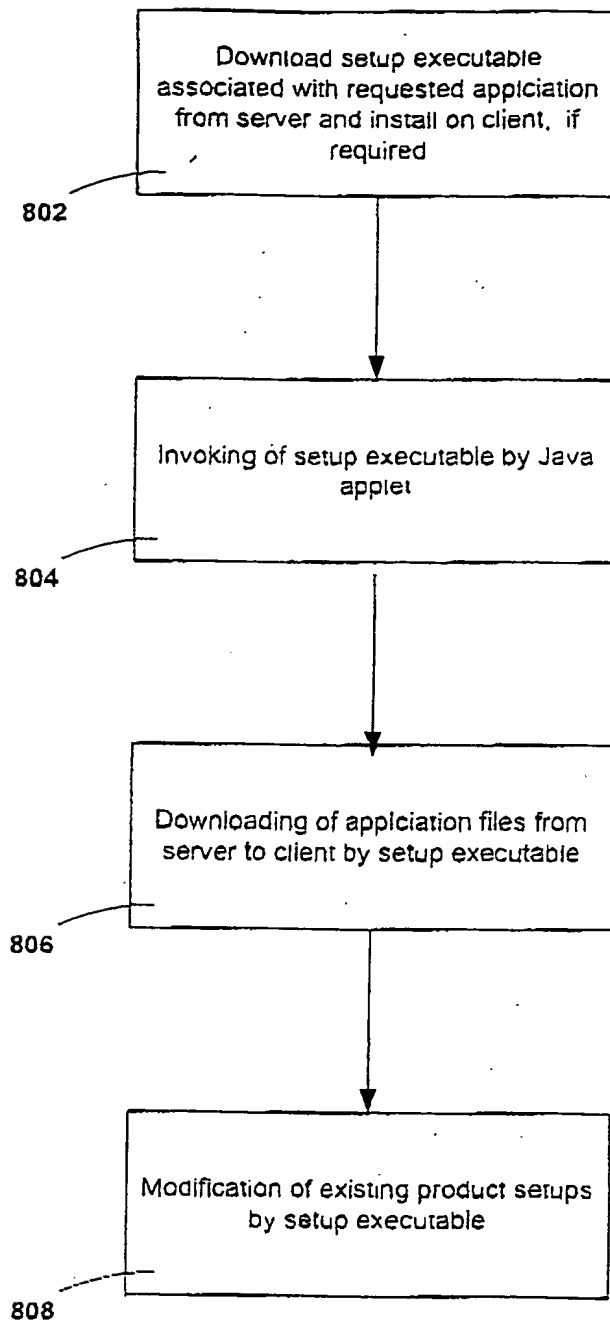 Download setup executable
associated with requested applciation
from server and install on client, if
required
802
Invoking of setup executable by Java
applet
804
Downloading of applciation files from
server to client by setup executable
806
Modification of existing product setups
by setup executable
808